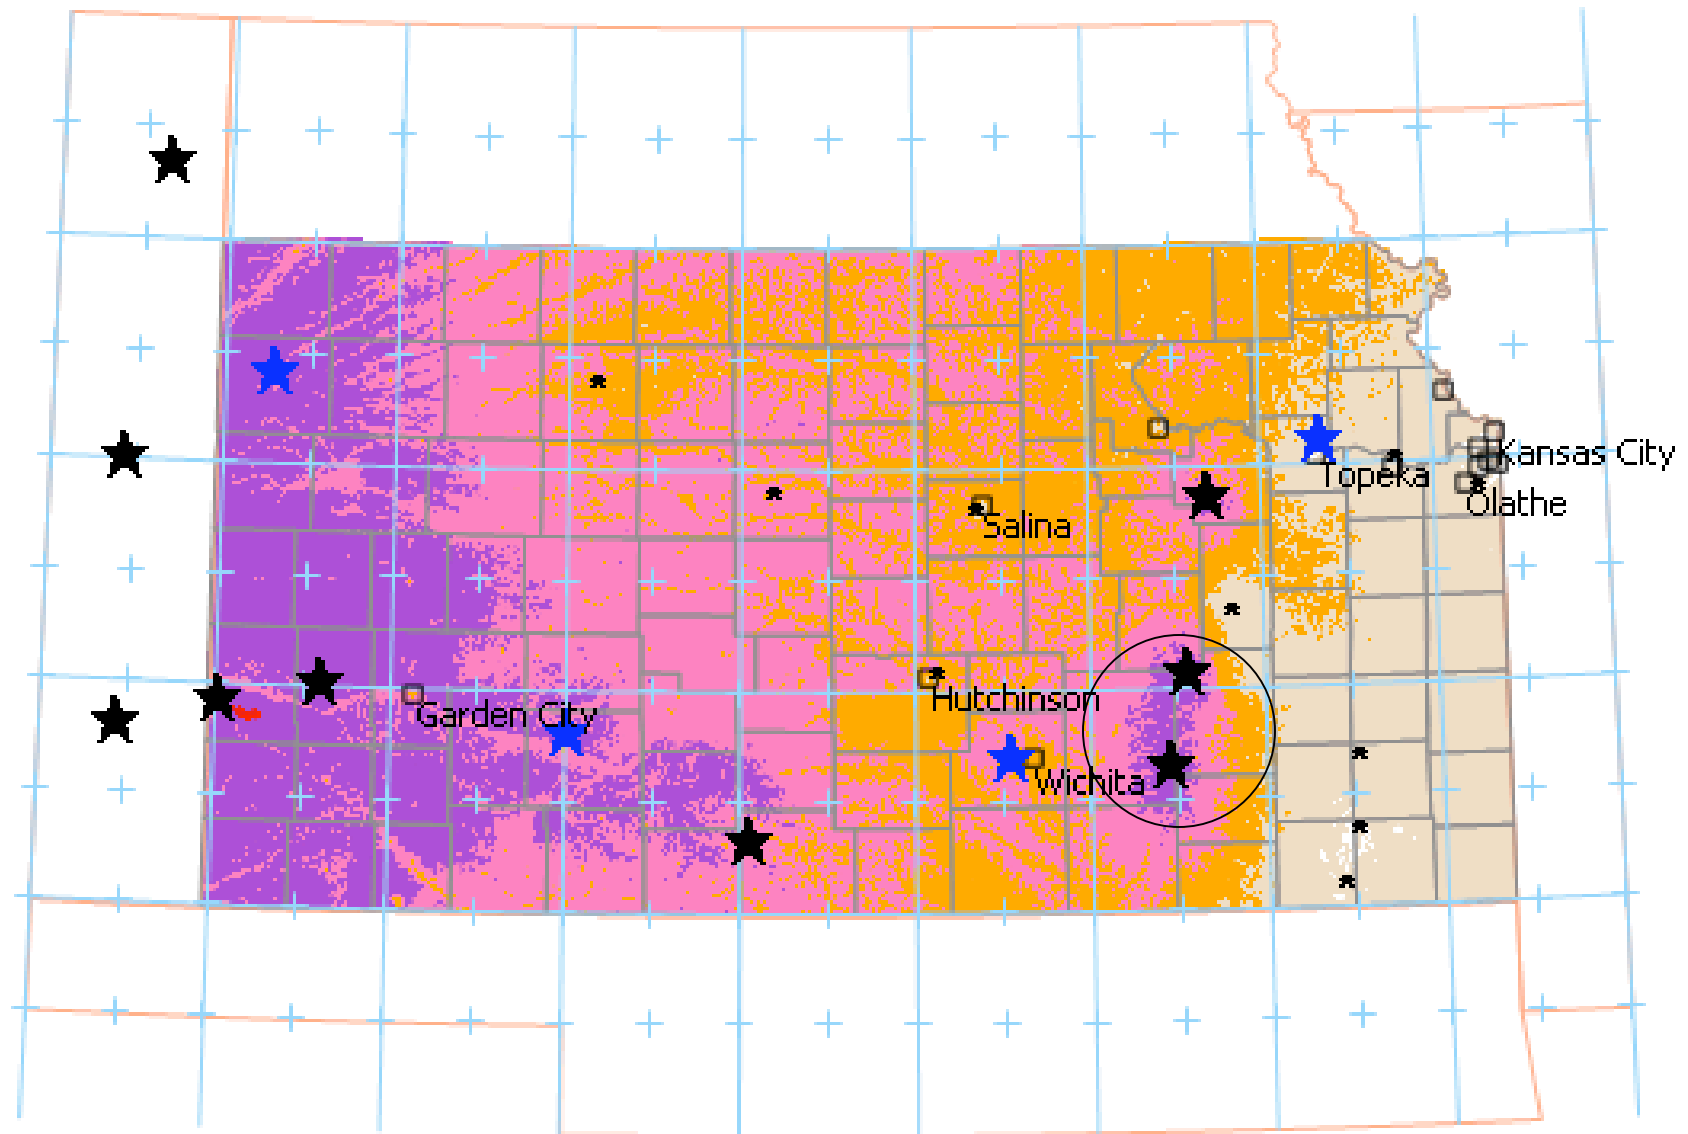 Kansas City
Topeka
Olathe
Salina
Hutchinson
Garden City
Wichita